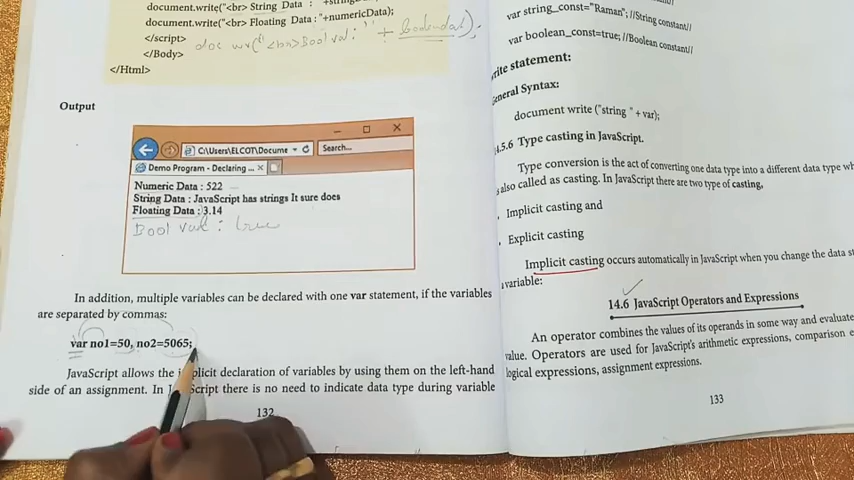 document.write("<br> String Data : "
document.write("<br> Floating Data : "+numericData);
</script>
</Body>
</Html>
Output
C:\Users\ELCOT\Docume
Search...
Demo Program - Declaring ...
Numeric Data : 522
String Data : JavaScript has strings It sure does
Floating Data : 3.14
Bool val : true
In addition, multiple variables can be declared with one var statement, if the variables
are separated by commas:
var no1=50, no2=5065;
JavaScript allows the implicit declaration of variables by using them on the left-hand
side of an assignment. In JavaScript there is no need to indicate data type during variable
132
var string_const="Raman"; //String constant//
var boolean_const=true; //Boolean constant//
rite statement:
General Syntax:
document write ("string " + var);
4.5.6 Type casting in JavaScript.
Type conversion is the act of converting one data type into a different data type wh
s also called as casting. In JavaScript there are two type of casting,
Implicit casting and
Explicit casting
Implicit casting occurs automatically in JavaScript when you change the data st
a variable:
14.6 JavaScript Operators and Expressions
An operator combines the values of its operands in some way and evaluate
value. Operators are used for JavaScript's arithmetic expressions, comparison e
logical expressions, assignment expressions.
133